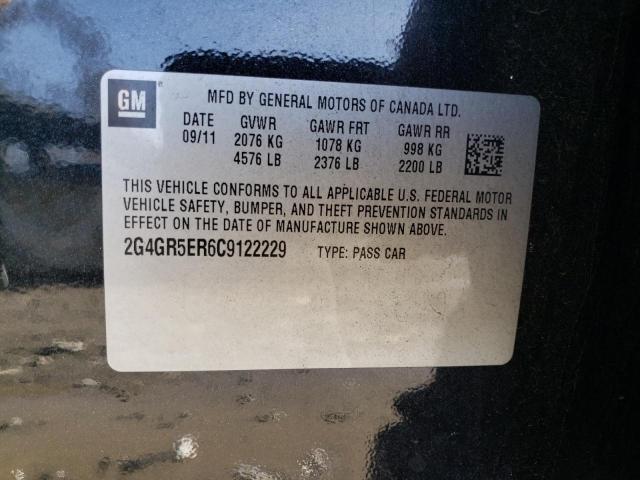 GM
MFD BY GENERAL MOTORS OF CANADA LTD.
DATE GVWR GAWR FRT GAWR RR
09/11 2076 KG 1078 KG 998 KG
4576 LB 2376 LB 2200 LB
THIS VEHICLE CONFORMS TO ALL APPLICABLE U.S. FEDERAL MOTOR
VEHICLE SAFETY, BUMPER, AND THEFT PREVENTION STANDARDS IN
EFFECT ON THE DATE OF MANUFACTURE SHOWN ABOVE.
2G4GR5ER6C9122229 TYPE: PASS CAR